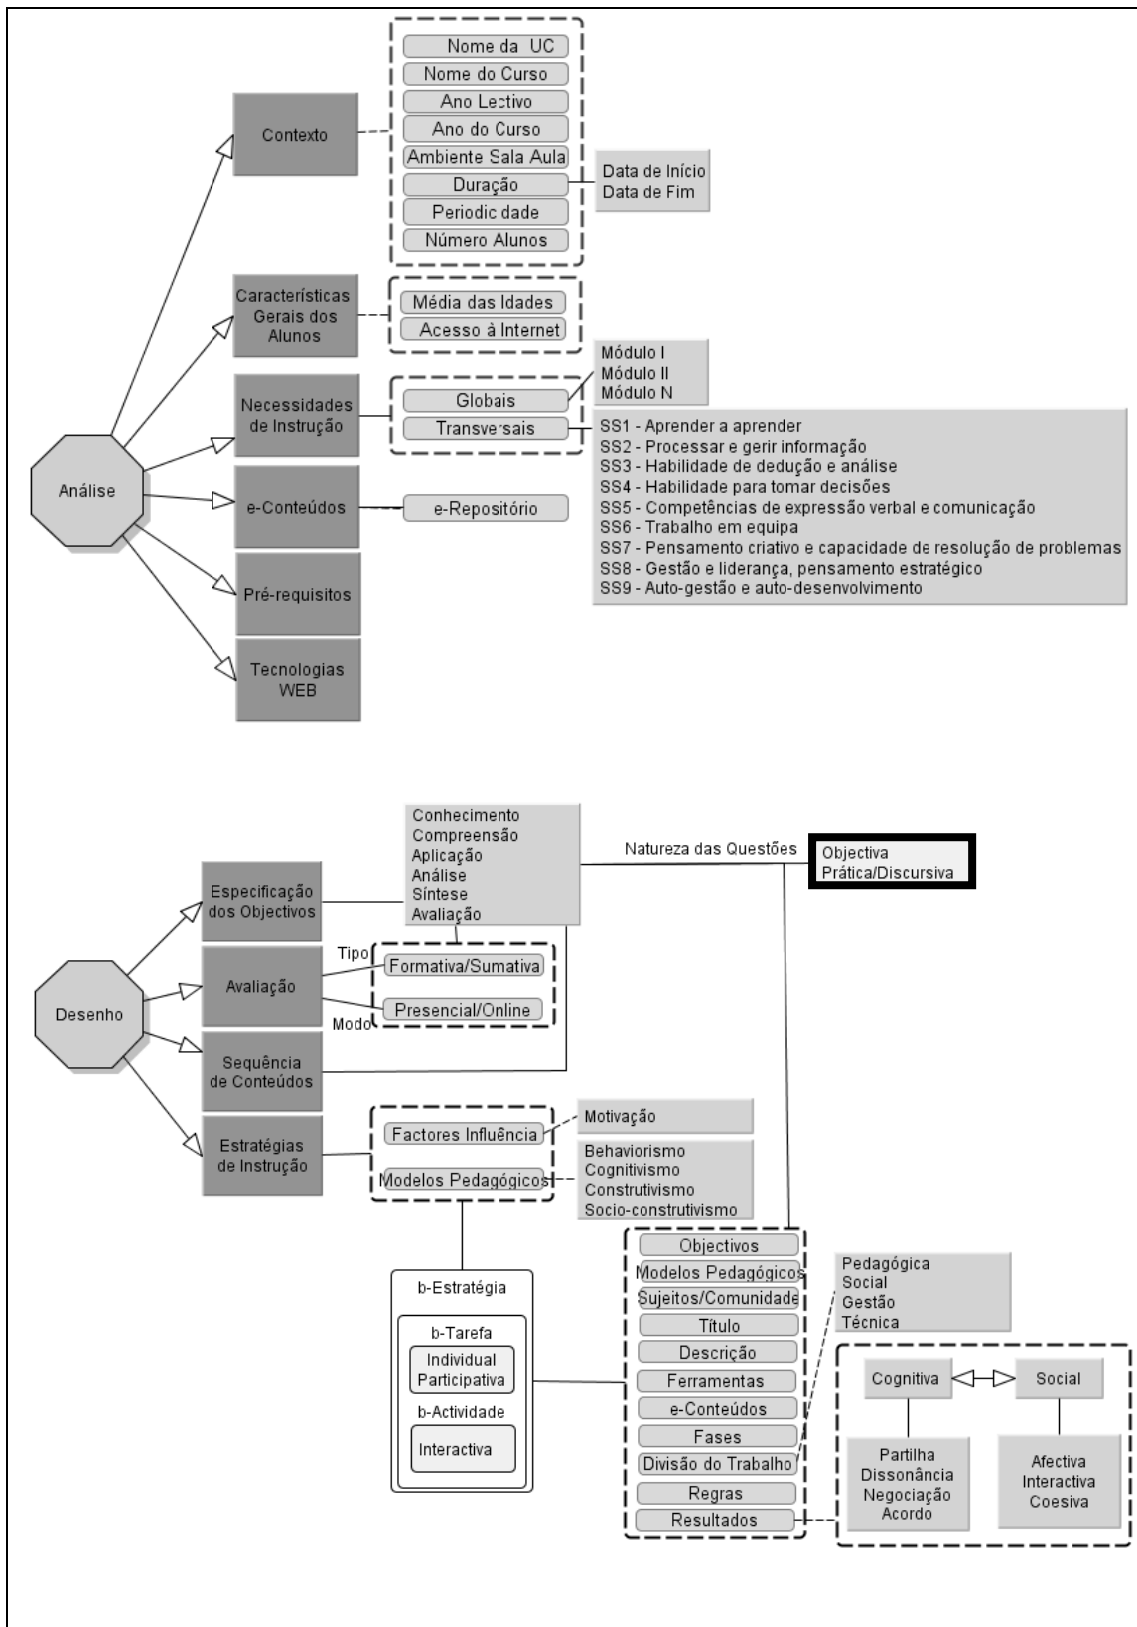 Nome da UC
Nome do Curso
Ano Lectivo
Ano do Curso
Ambiente Sala Aula
Duração
Periodicidade
Número Alunos
Contexto
Data de Início
Data de Fim
Características
Gerais dos
Alunos
Média das Idades
Acesso à Internet
Módulo I
Módulo II
Módulo N
Necessidades
de Instrução
Globais
Transversais
SS1 - Aprender a aprender
SS2 - Processar e gerir informação
SS3 - Habilidade de dedução e análise
SS4 - Habilidade para tomar decisões
SS5 - Competências de expressão verbal e comunicação
SS6 - Trabalho em equipa
SS7 - Pensamento criativo e capacidade de resolução de problemas
SS8 - Gestão e liderança, pensamento estratégico
SS9 - Auto-gestão e auto-desenvolvimento
Análise
e-Conteúdos
e-Repositório
Pré-requisitos
Tecnologias
WEB
Conhecimento
Compreensão
Aplicação
Análise
Síntese
Avaliação
Natureza das Questões
Objectiva
Prática/Discursiva
Especificação
dos Objectivos
Tipo
Formativa/Sumativa
Avaliação
Presencial/Online
Modo
Desenho
Sequência
de Conteúdos
Estratégias
de Instrução
Factores Influência
Modelos Pedagógicos
Motivação
Behaviorismo
Cognitivismo
Construtivismo
Socio-construtivismo
b-Estratégia
b-Tarefa
Individual
Participativa
b-Actividade
Interactiva
Objectivos
Modelos Pedagógicos
Sujeitos/Comunidade
Título
Descrição
Ferramentas
e-Conteúdos
Fases
Divisão do Trabalho
Regras
Resultados
Pedagógica
Social
Gestão
Técnica
Cognitiva
Social
Partilha
Dissonância
Negociação
Acordo
Afectiva
Interactiva
Coesiva